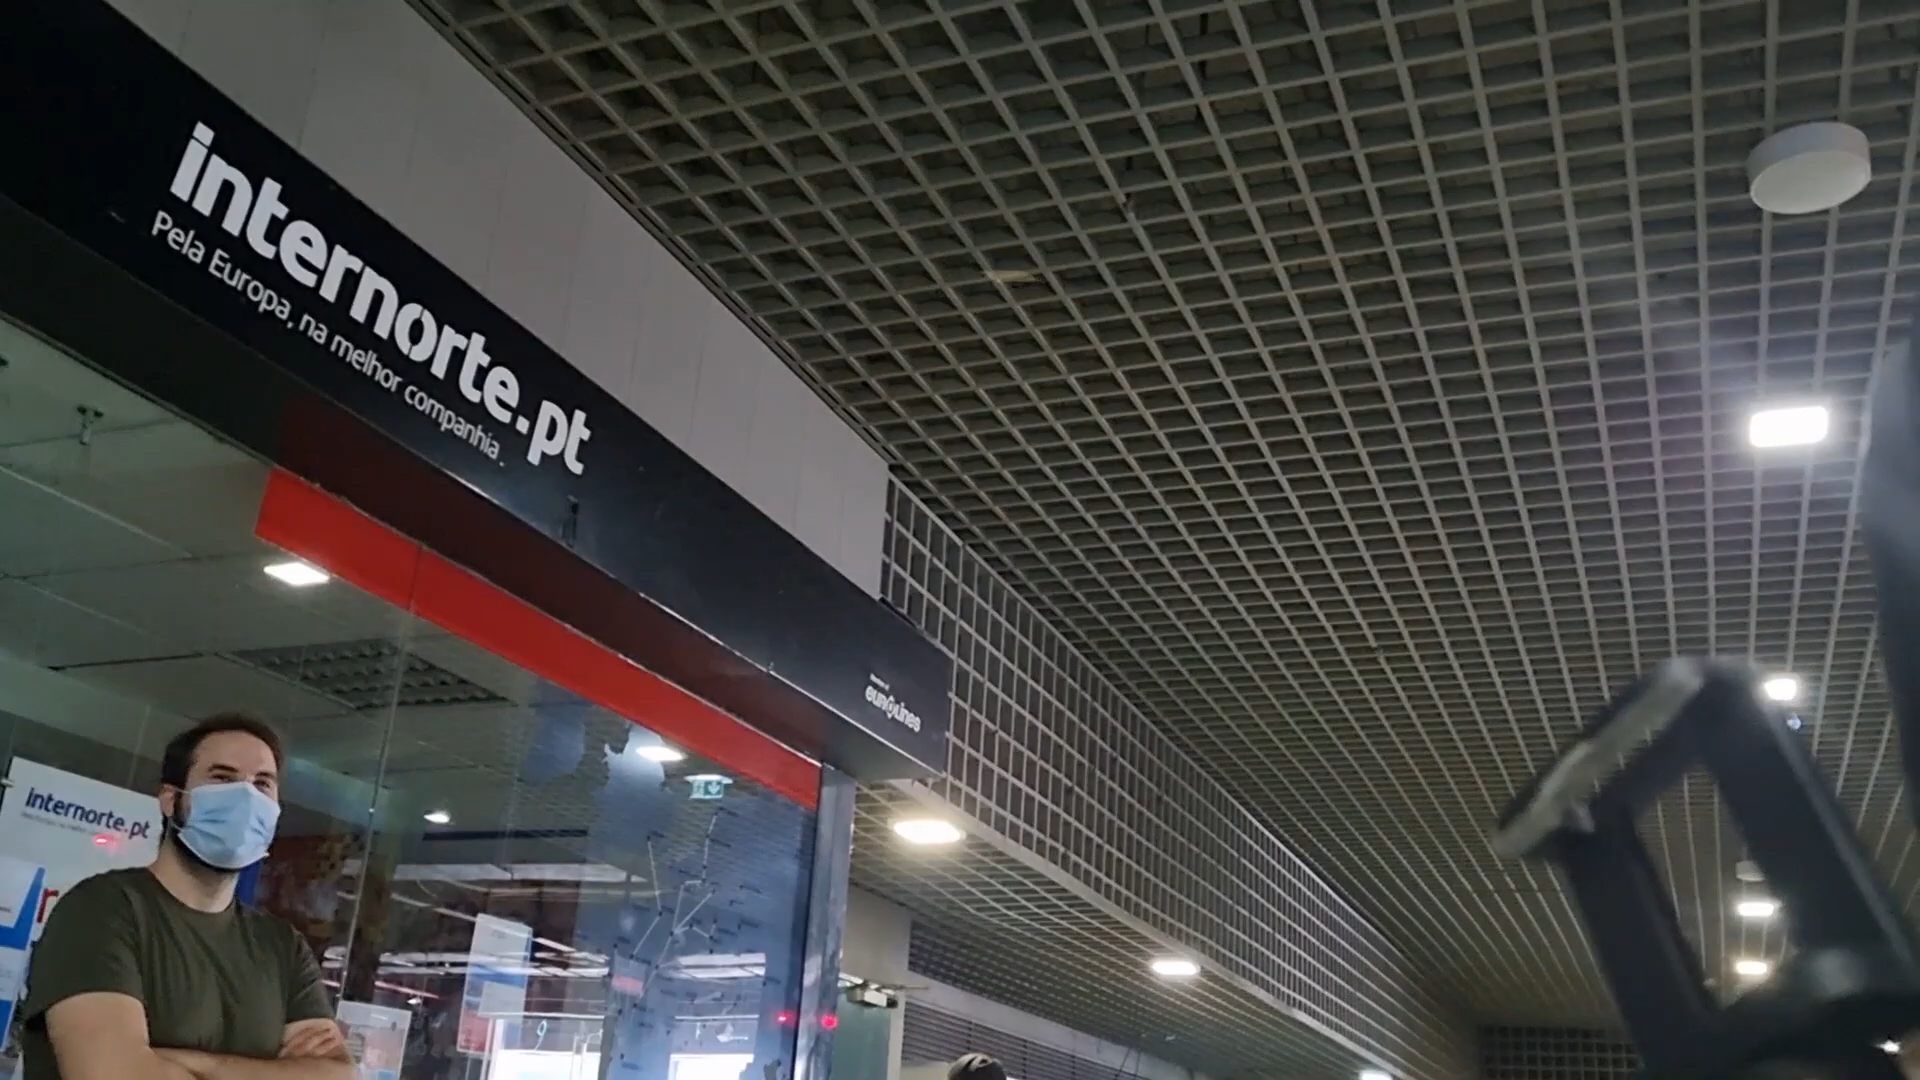 internorte.pt
Pela Europa, na melhor companhia.
eurolines
internorte.pt